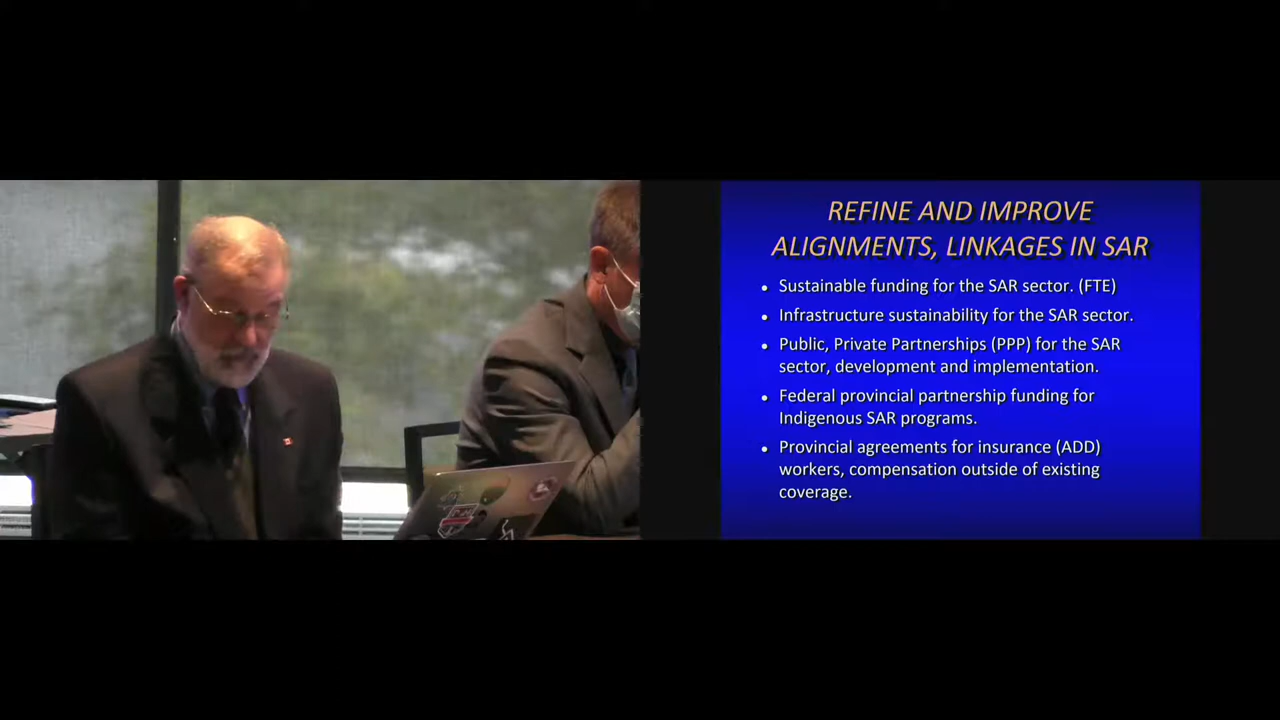 REFINE AND IMPROVE
ALIGNMENTS, LINKAGES IN SAR
• Sustainable funding for the SAR sector. (FTE)
• Infrastructure sustainability for the SAR sector.
• Public, Private Partnerships (PPP) for the SAR
sector, development and implementation.
• Federal provincial partnership funding for
Indigenous SAR programs.
• Provincial agreements for insurance (ADD)
workers, compensation outside of existing
coverage.